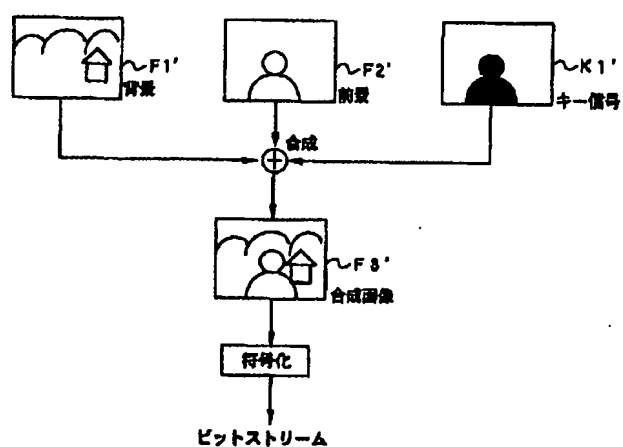 F1'
背景
F2'
前景
K1'
キー信号
合成
F3'
合成画像
符号化
ビットストリーム